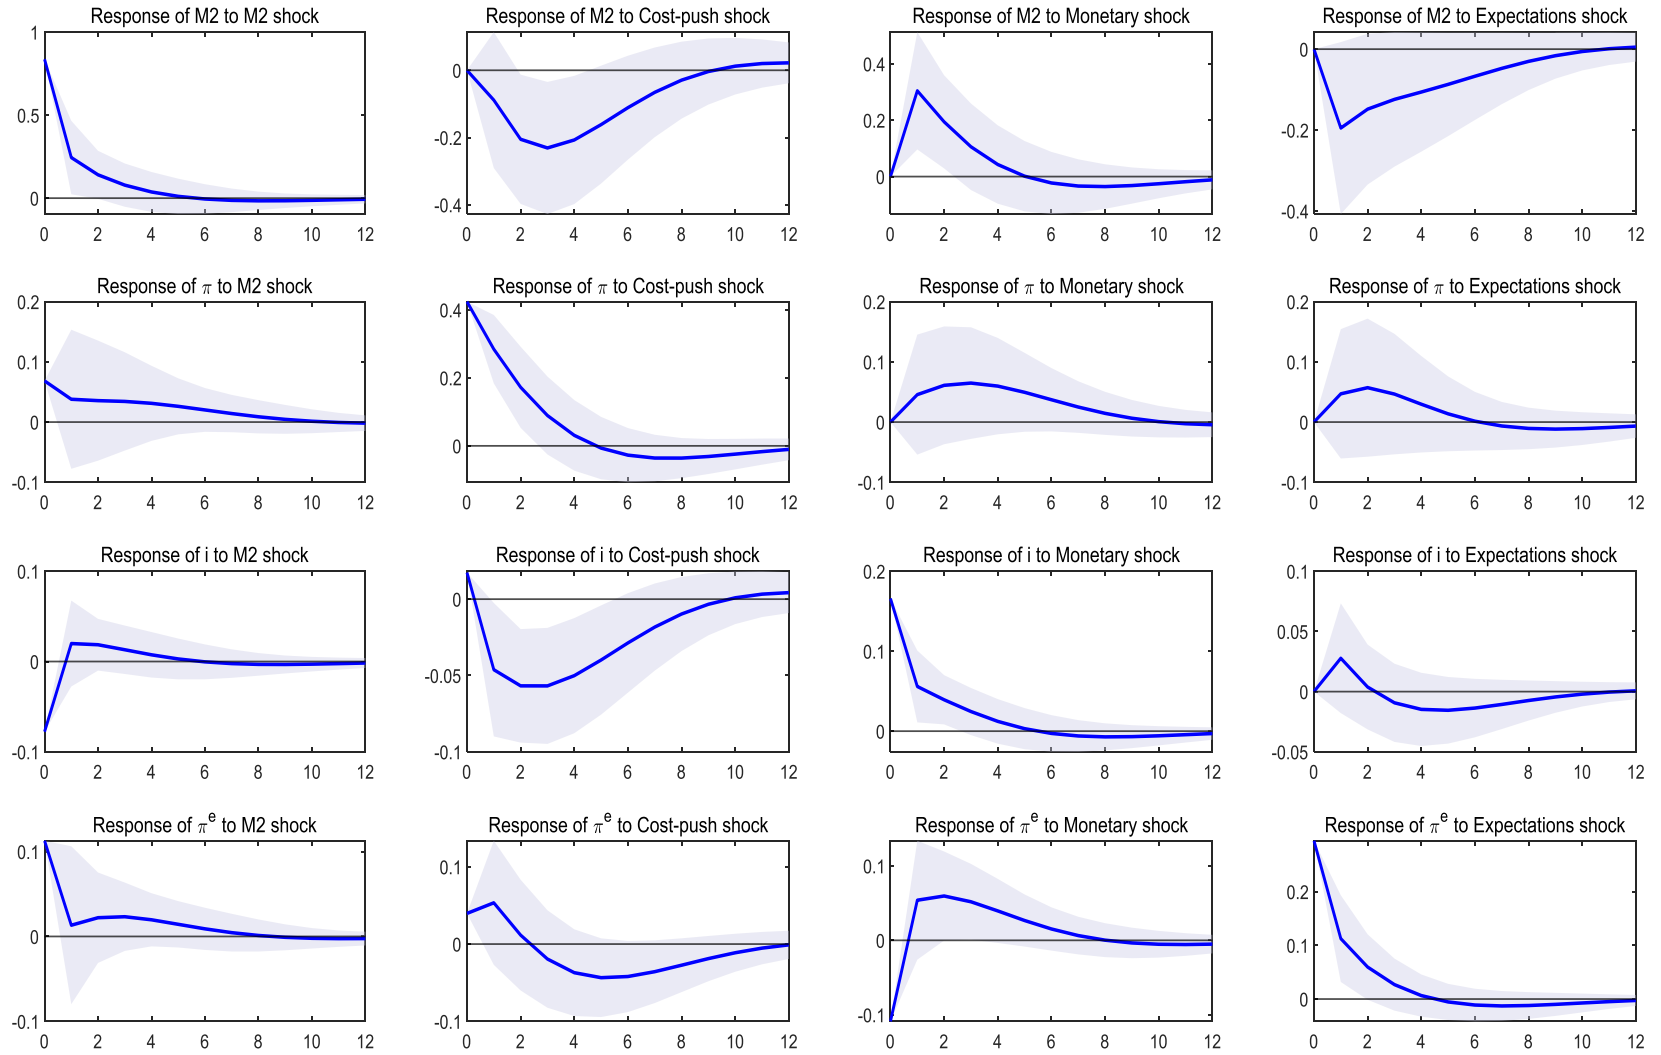 Response of M2 to M2 shock
1
0.5
0
0 2 4 6 8 10 12
Response of M2 to Cost-push shock
0
-0.2
-0.4
0 2 4 6 8 10 12
Response of M2 to Monetary shock
0.4
0.2
0
0 2 4 6 8 10 12
Response of M2 to Expectations shock
0
-0.2
-0.4
0 2 4 6 8 10 12
Response of π to M2 shock
0.2
0.1
0
-0.1
0 2 4 6 8 10 12
Response of π to Cost-push shock
0.4
0.2
0
0 2 4 6 8 10 12
Response of π to Monetary shock
0.2
0.1
0
-0.1
0 2 4 6 8 10 12
Response of π to Expectations shock
0.2
0.1
0
-0.1
0 2 4 6 8 10 12
Response of i to M2 shock
0.1
0
-0.1
0 2 4 6 8 10 12
Response of i to Cost-push shock
0
-0.05
-0.1
0 2 4 6 8 10 12
Response of i to Monetary shock
0.2
0.1
0
0 2 4 6 8 10 12
Response of i to Expectations shock
0.1
0.05
0
-0.05
0 2 4 6 8 10 12
Response of π^e to M2 shock
0.1
0
-0.1
0 2 4 6 8 10 12
Response of π^e to Cost-push shock
0.1
0
-0.1
0 2 4 6 8 10 12
Response of π^e to Monetary shock
0.1
0
-0.1
0 2 4 6 8 10 12
Response of π^e to Expectations shock
0.2
0.1
0
0 2 4 6 8 10 12